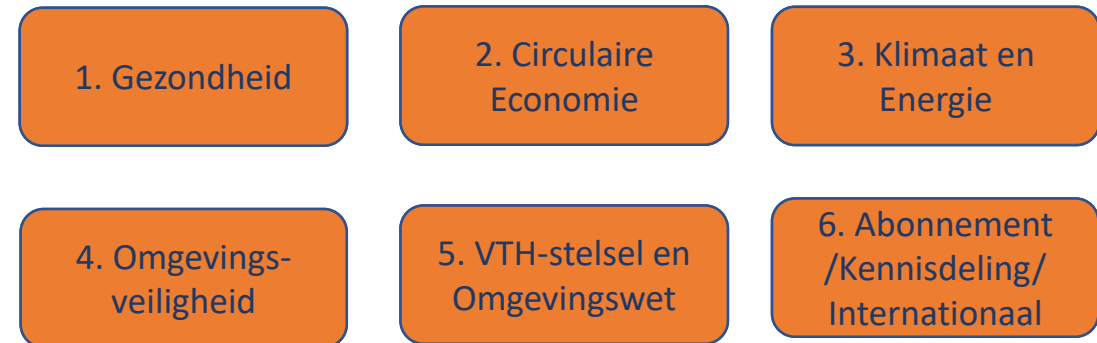 1. Gezondheid
2. Circulaire
Economie
3. Klimaat en
Energie
4. Omgevings-
veiligheid
5. VTH-stelsel en
Omgevingswet
6. Abonnement
/Kennisdeling/
Internationaal